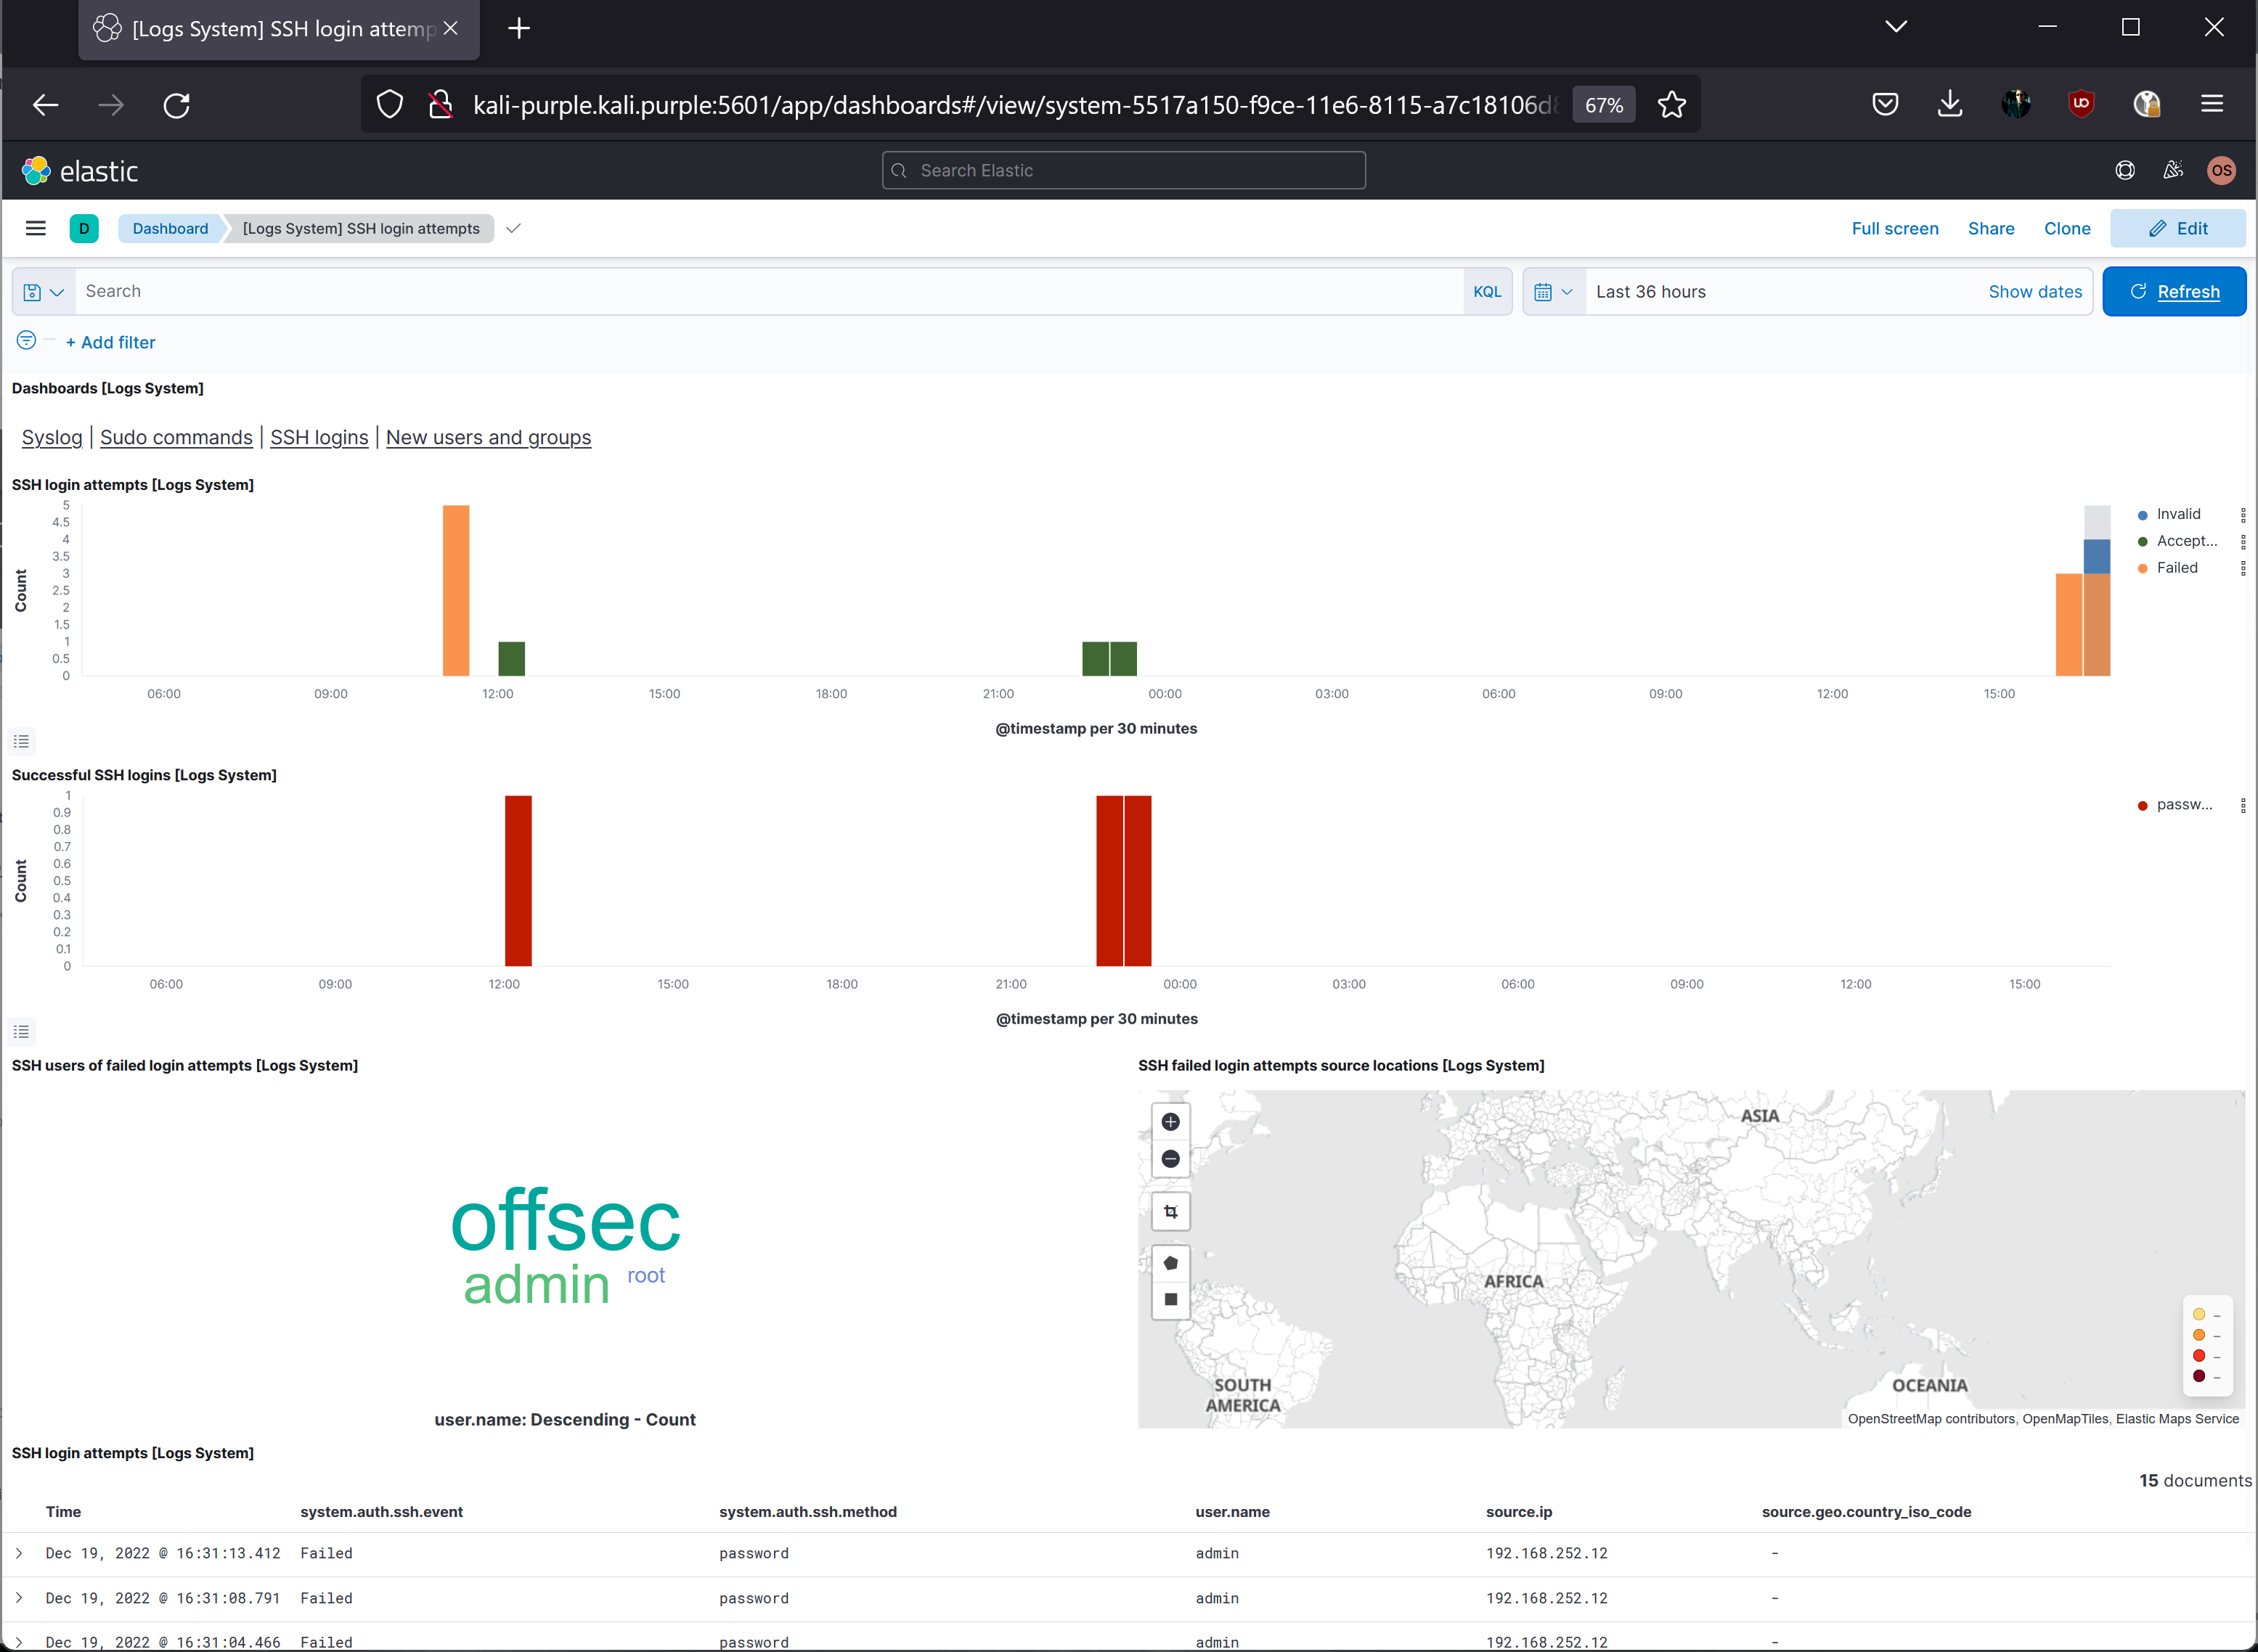 [Logs System] SSH login attemp
kali-purple.kali.purple:5601/app/dashboards#/view/system-5517a150-f9ce-11e6-8115-a7c18106d8 67%
elastic
Search Elastic
OS
D Dashboard [Logs System] SSH login attempts Full screen Share Clone Edit
Search KQL Last 36 hours Show dates Refresh
+ Add filter
Dashboards [Logs System]
Syslog | Sudo commands | SSH logins | New users and groups
SSH login attempts [Logs System]
5
4.5
4
3.5
3
2.5
2
1.5
1
0.5
0
Count
Invalid
Accept...
Failed
06:00 09:00 12:00 15:00 18:00 21:00 00:00 03:00 06:00 09:00 12:00 15:00
@timestamp per 30 minutes
Successful SSH logins [Logs System]
1
0.9
0.8
0.7
0.6
0.5
0.4
0.3
0.2
0.1
0
Count
passw...
06:00 09:00 12:00 15:00 18:00 21:00 00:00 03:00 06:00 09:00 12:00 15:00
@timestamp per 30 minutes
SSH users of failed login attempts [Logs System]
offsec
admin root
user.name: Descending - Count
SSH failed login attempts source locations [Logs System]
ASIA
AFRICA
SOUTH
AMERICA
OCEANIA
–
–
–
–
OpenStreetMap contributors, OpenMapTiles, Elastic Maps Service
SSH login attempts [Logs System]
15 documents
Time system.auth.ssh.event system.auth.ssh.method user.name source.ip source.geo.country_iso_code
Dec 19, 2022 @ 16:31:13.412 Failed password admin 192.168.252.12 -
Dec 19, 2022 @ 16:31:08.791 Failed password admin 192.168.252.12 -
Dec 19, 2022 @ 16:31:04.466 Failed password admin 192.168.252.12 -